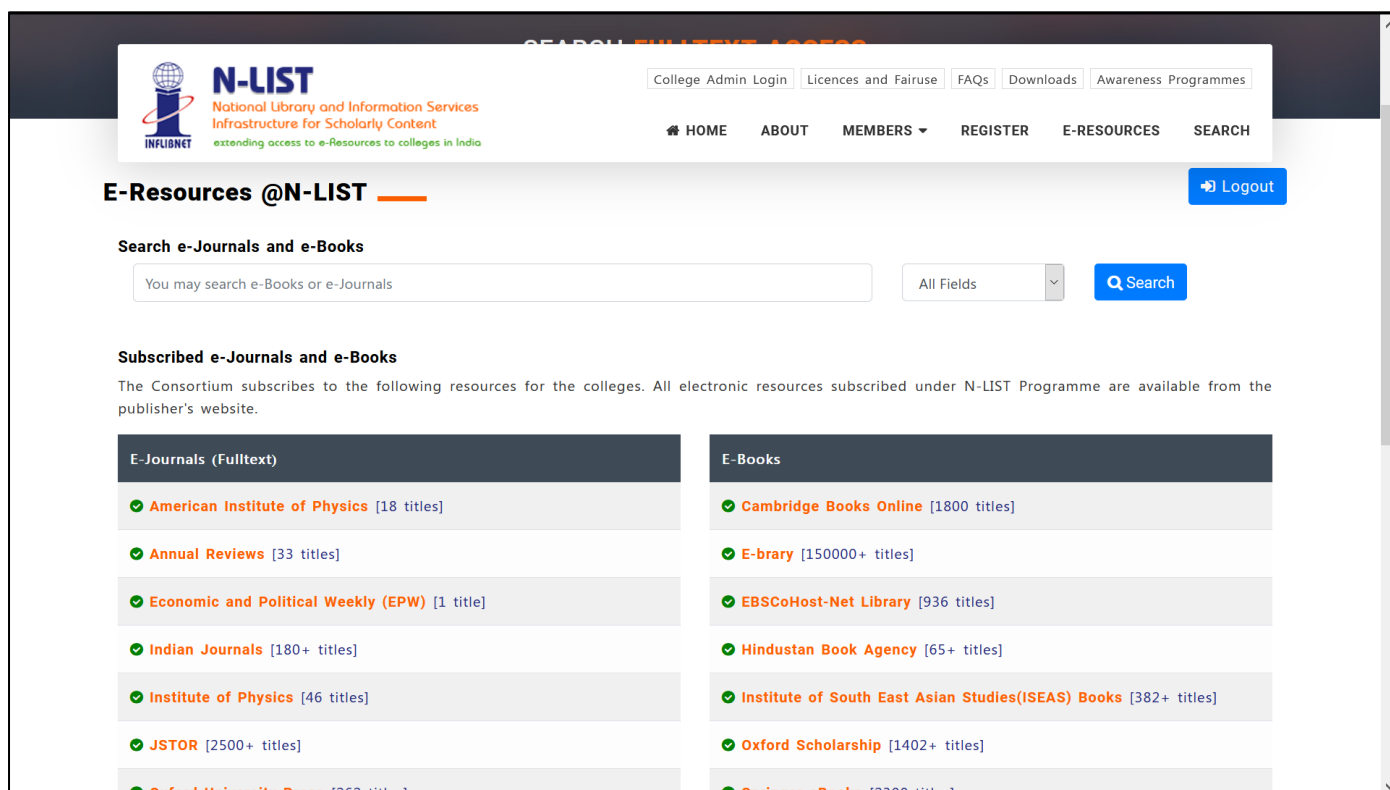 SEARCH FULLTEXT ACCESS
N-LIST
National Library and Information Services
Infrastructure for Scholarly Content
extending access to e-Resources to colleges in India
INFLIBNET
College Admin Login Licences and Fairuse FAQs Downloads Awareness Programmes
HOME ABOUT MEMBERS REGISTER E-RESOURCES SEARCH
E-Resources @N-LIST
Logout
Search e-Journals and e-Books
You may search e-Books or e-Journals All Fields Search
Subscribed e-Journals and e-Books
The Consortium subscribes to the following resources for the colleges. All electronic resources subscribed under N-LIST Programme are available from the
publisher's website.
E-Journals (Fulltext)
American Institute of Physics [18 titles]
Annual Reviews [33 titles]
Economic and Political Weekly (EPW) [1 title]
Indian Journals [180+ titles]
Institute of Physics [46 titles]
JSTOR [2500+ titles]
E-Books
Cambridge Books Online [1800 titles]
E-brary [150000+ titles]
EBSCoHost-Net Library [936 titles]
Hindustan Book Agency [65+ titles]
Institute of South East Asian Studies(ISEAS) Books [382+ titles]
Oxford Scholarship [1402+ titles]